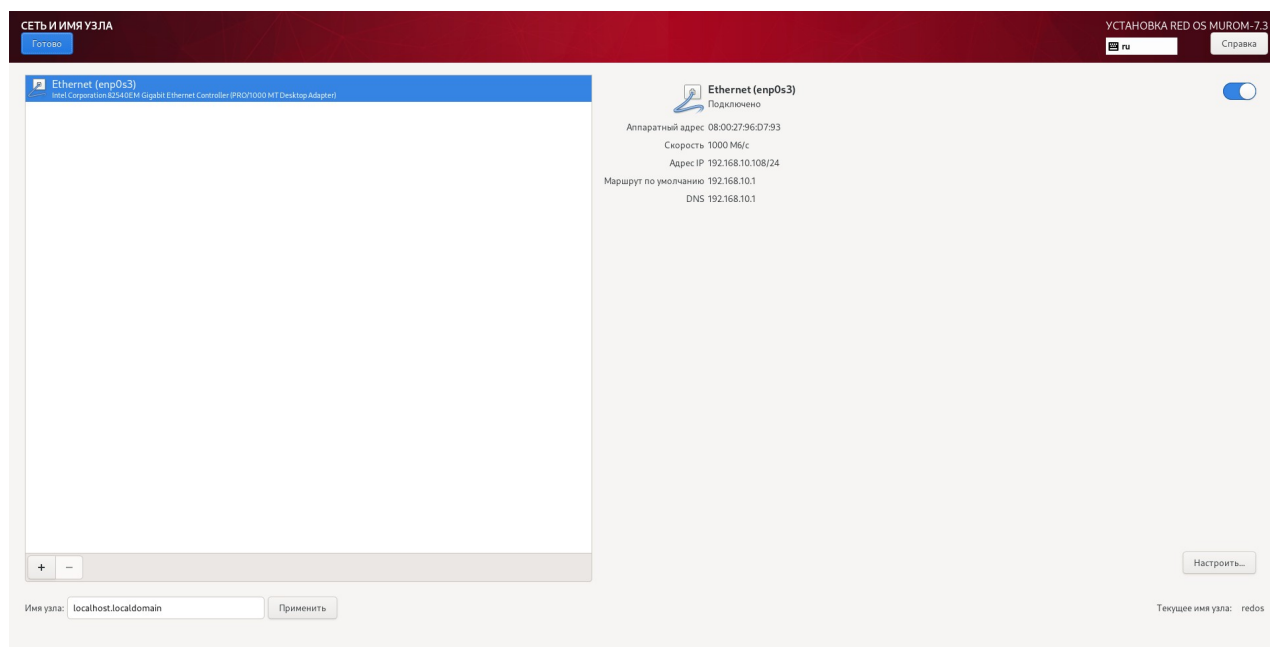 СЕТЬ И ИМЯ УЗЛА
Готово
УСТАНОВКА RED OS MUROM-7.3
ru
Справка
Ethernet (enp0s3)
Intel Corporation 82540EM Gigabit Ethernet Controller (PRO/1000 MT Desktop Adapter)
Ethernet (enp0s3)
Подключено
Аппаратный адрес 08:00:27:96:D7:93
Скорость 1000 Мб/с
Адрес IP 192.168.10.108/24
Маршрут по умолчанию 192.168.10.1
DNS 192.168.10.1
+ −
Настроить...
Имя узла: localhost.localdomain Применить
Текущее имя узла: redos